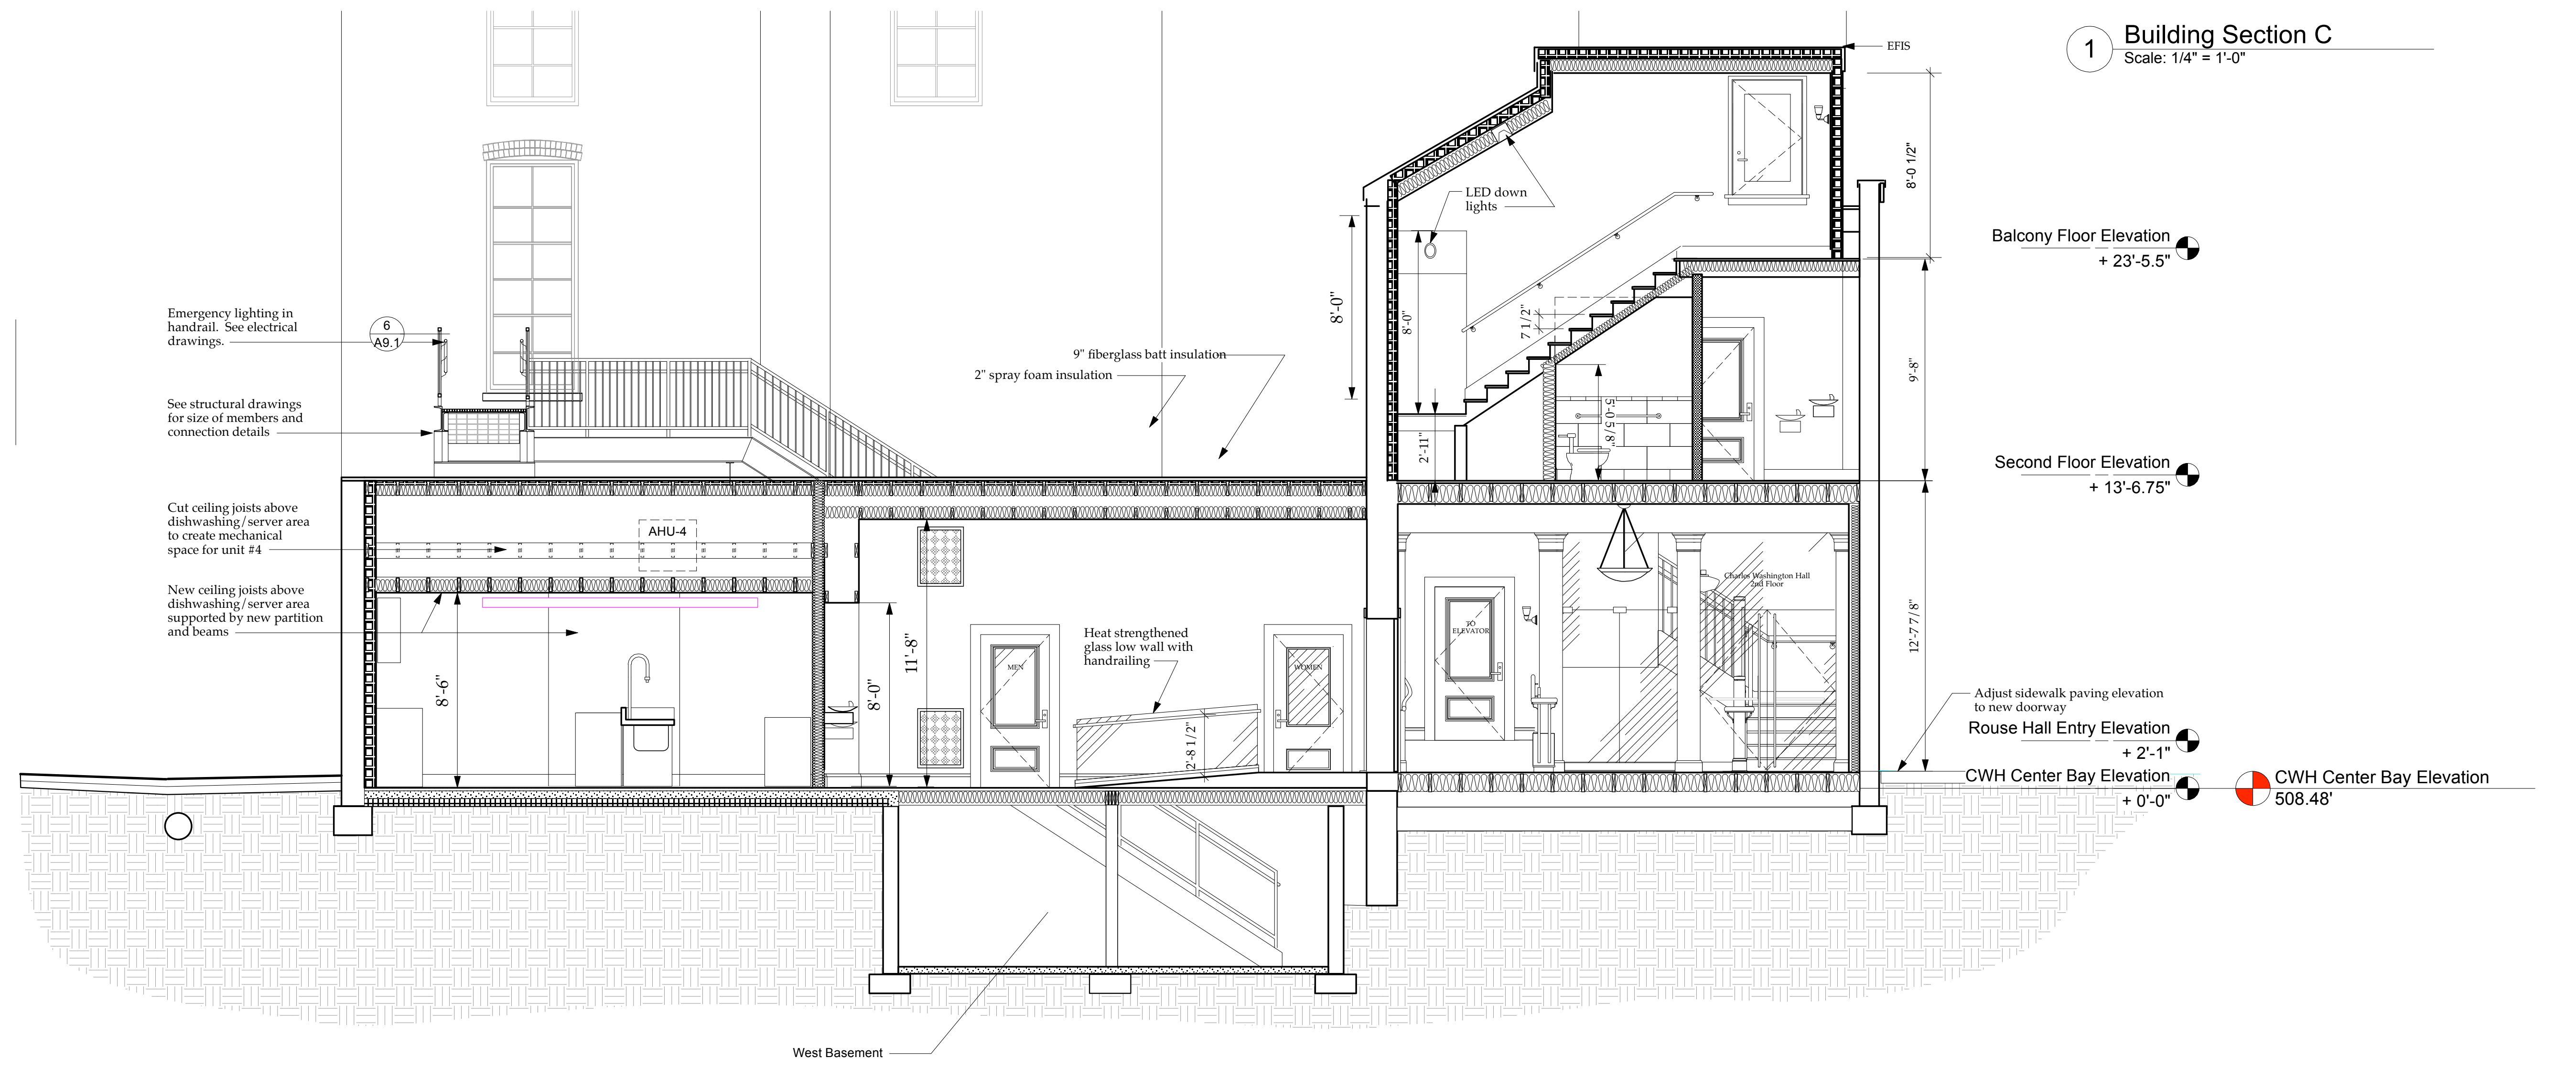 1
Building Section C
Scale: 1/4" = 1'-0"
EFIS
LED down
lights
8'-0 1/2"
Balcony Floor Elevation
+ 23'-5.5"
8'-0"
8'-0"
7 1/2"
9'-8"
Emergency lighting in
handrail. See electrical
drawings.
6
A9.1
9" fiberglass batt insulation
2" spray foam insulation
See structural drawings
for size of members and
connection details
5'-0 5/8"
2'-11"
Second Floor Elevation
+ 13'-6.75"
Cut ceiling joists above
dishwashing/server area
to create mechanical
space for unit #4
AHU-4
New ceiling joists above
dishwashing/server area
supported by new partition
and beams
Charles Washington Hall
2nd Floor
12'-7 7/8"
TO
ELEVATOR
Heat strengthened
glass low wall with
handrailing
MEN
WOMEN
11'-8"
8'-6"
8'-0"
2'-8 1/2"
Adjust sidewalk paving elevation
to new doorway
Rouse Hall Entry Elevation
+ 2'-1"
CWH Center Bay Elevation
+ 0'-0"
CWH Center Bay Elevation
508.48'
West Basement